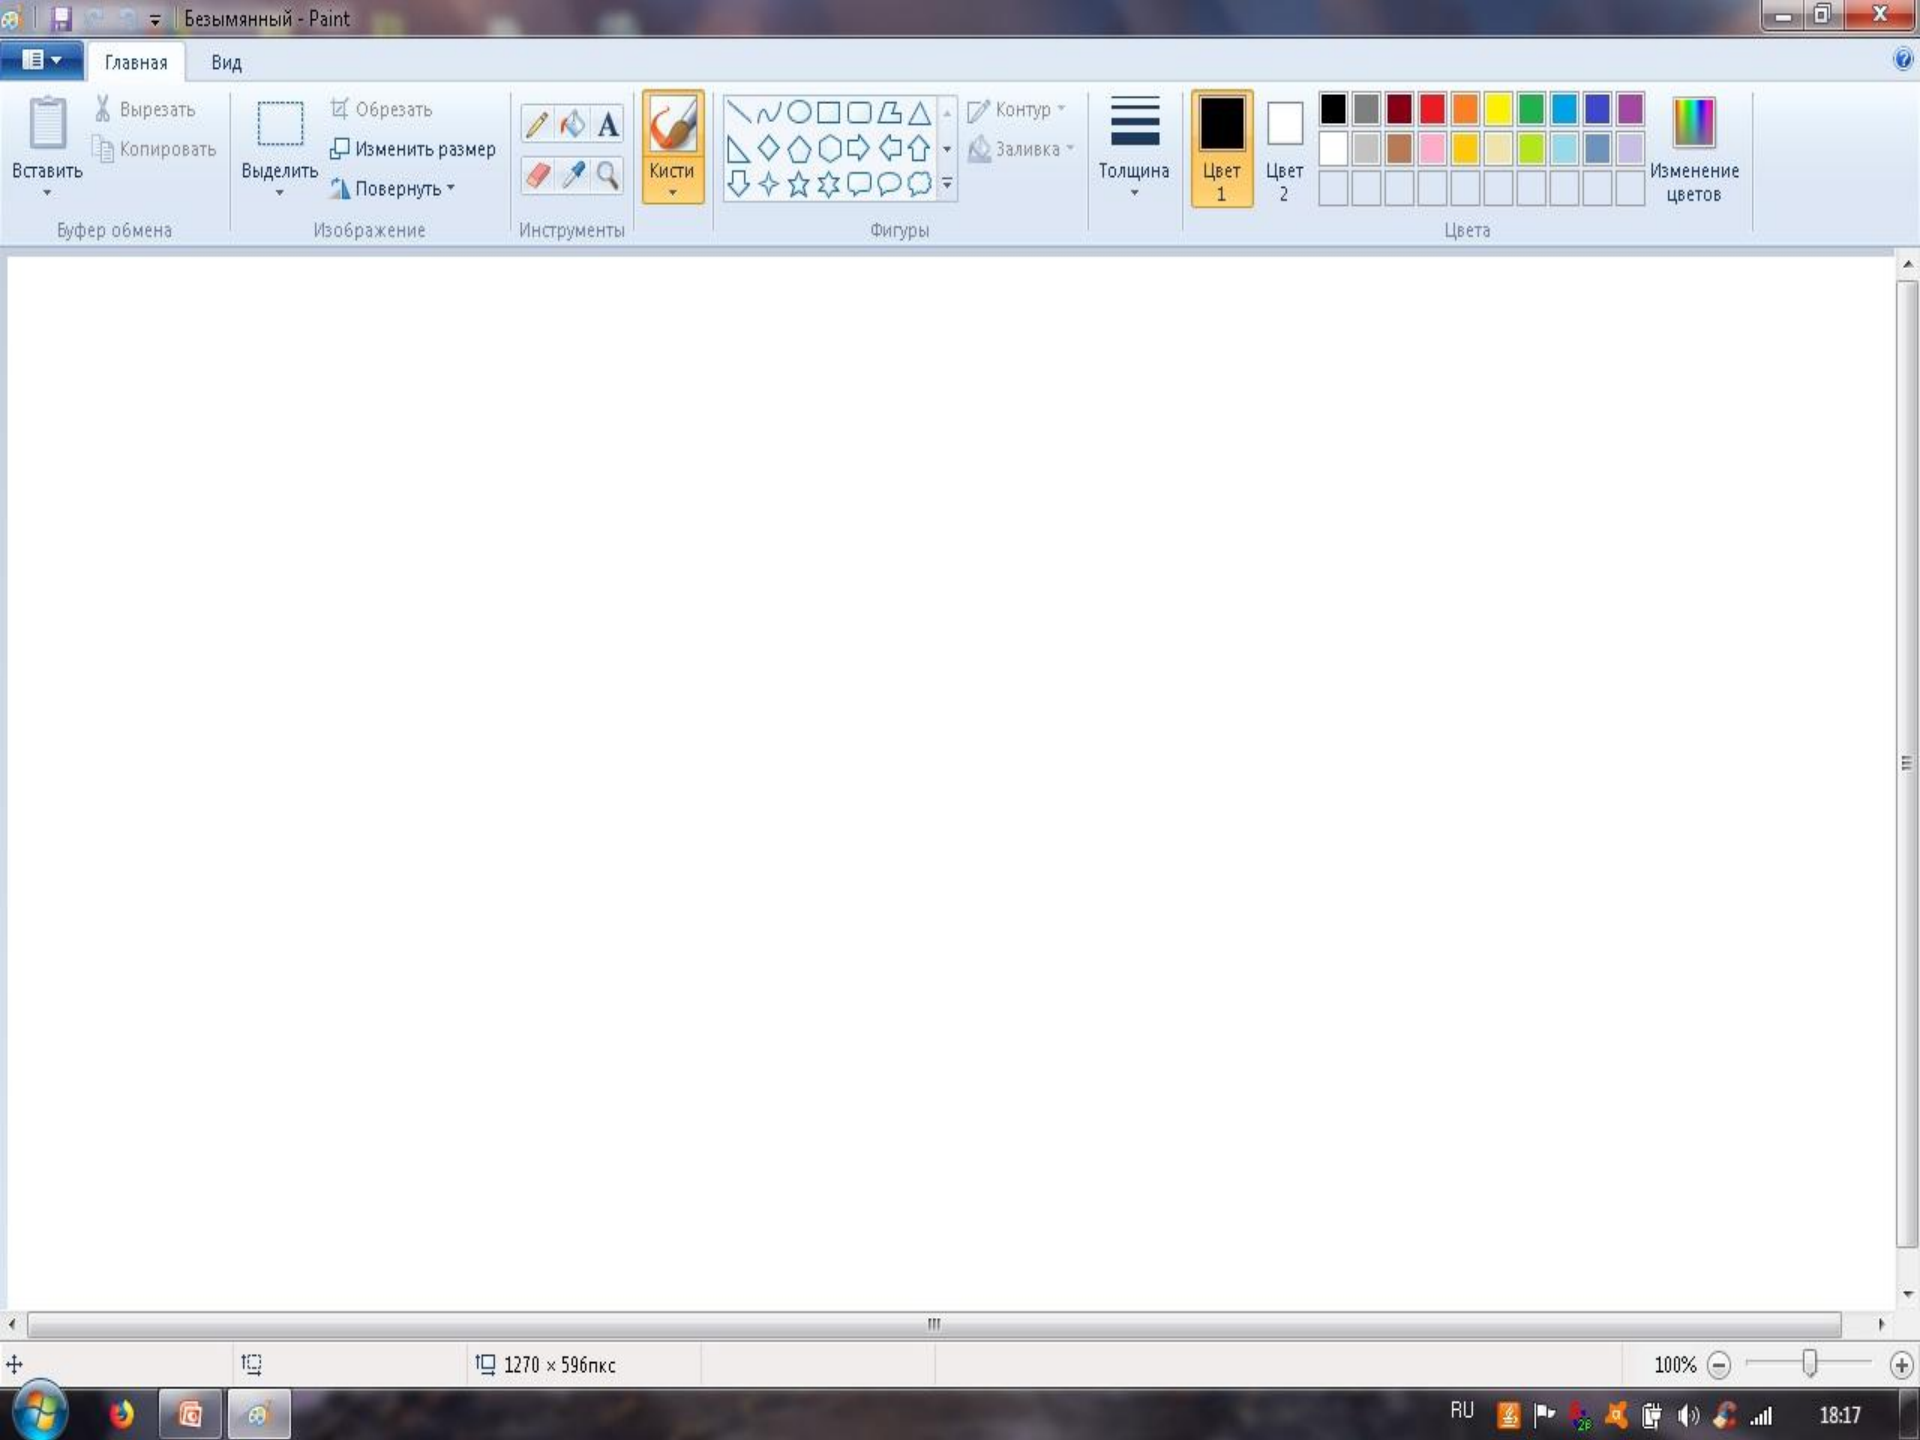 Безымянный - Paint
Главная Вид
Вставить
Вырезать
Копировать
Буфер обмена
Выделить
Обрезать
Изменить размер
Повернуть
Изображение
A
Инструменты
Кисти
Контур
Заливка
Фигуры
Толщина
Цвет
1
Цвет
2
Изменение
цветов
Цвета
1270 × 596пкс
100%
RU
18:17